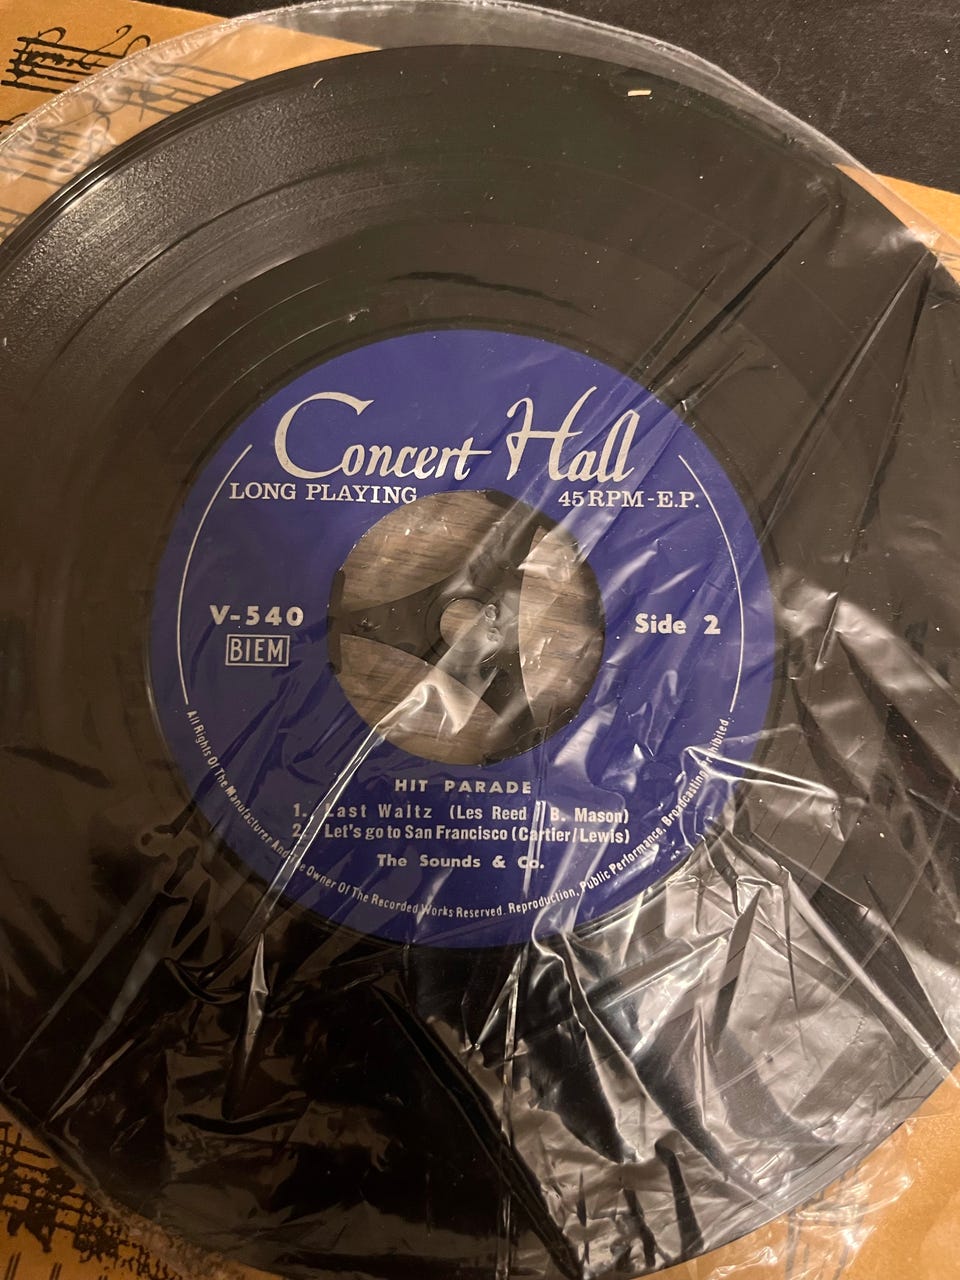 Concert Hall
LONG PLAYING 45 RPM - E.P.
V-540
BIEM
Side 2
HIT PARADE
1. Last Waltz (Les Reed B. Mason)
2. Let's go to San Francisco (Cartier/Lewis)
The Sounds & Co.
All Rights Of The Manufacturer And The Owner Of The Recorded Works Reserved. Reproduction, Public Performance, Broadcasting Prohibited.